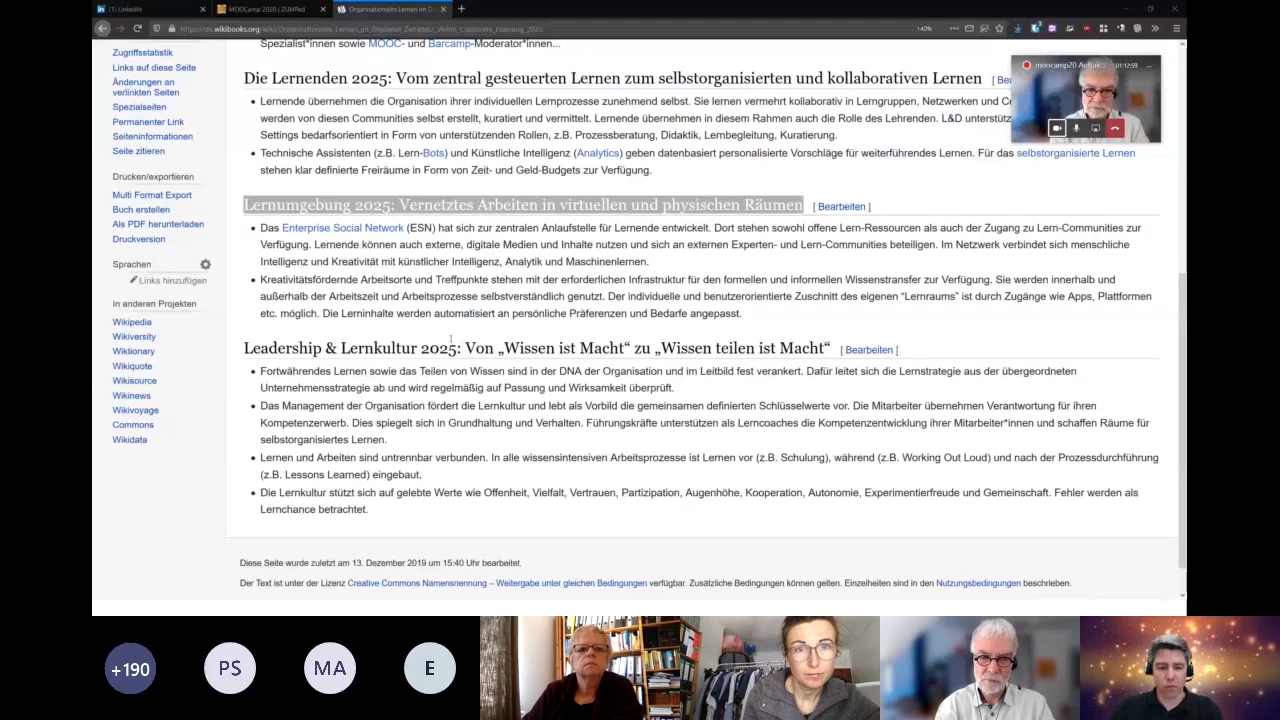 (1) LinkedIn
MOOCamp 2020 | ZUMPad
Organisationales Lernen im D
wikibooks.org
140%
Zugriffsstatistik
Links auf diese Seite
Änderungen an
verlinkten Seiten
Spezialseiten
Permanenter Link
Seiteninformationen
Seite zitieren
Drucken/exportieren
Multi Format Export
Buch erstellen
Als PDF herunterladen
Druckversion
Sprachen
Links hinzufügen
In anderen Projekten
Wikipedia
Wikiversity
Wiktionary
Wikiquote
Wikisource
Wikinews
Wikivoyage
Commons
Wikidata
Spezialist*innen sowie MOOC- und Barcamp-Moderator*innen...
Die Lernenden 2025: Vom zentral gesteuerten Lernen zum selbstorganisierten und kollaborativen Lernen [ Bea
Lernende übernehmen die Organisation ihrer individuellen Lernprozesse zunehmend selbst. Sie lernen vermehrt kollaborativ in Lerngruppen, Netzwerken und Co
werden von diesen Communities selbst erstellt, kuratiert und vermittelt. Lernende übernehmen in diesem Rahmen auch die Rolle des Lehrenden. L&D unterstütz
Settings bedarfsorientiert in Form von unterstützenden Rollen, z.B. Prozessberatung, Didaktik, Lernbegleitung, Kuratierung.
Technische Assistenten (z.B. Lern-Bots) und Künstliche Intelligenz (Analytics) geben datenbasiert personalisierte Vorschläge für weiterführendes Lernen. Für das selbstorganisierte Lernen
stehen klar definierte Freiräume in Form von Zeit- und Geld-Budgets zur Verfügung.
Lernumgebung 2025: Vernetztes Arbeiten in virtuellen und physischen Räumen [ Bearbeiten ]
Das Enterprise Social Network (ESN) hat sich zur zentralen Anlaufstelle für Lernende entwickelt. Dort stehen sowohl offene Lern-Ressourcen als auch der Zugang zu Lern-Communities zur
Verfügung. Lernende können auch externe, digitale Medien und Inhalte nutzen und sich an externen Experten- und Lern-Communities beteiligen. Im Netzwerk verbindet sich menschliche
Intelligenz und Kreativität mit künstlicher Intelligenz, Analytik und Maschinenlernen.
Kreativitätsfördernde Arbeitsorte und Treffpunkte stehen mit der erforderlichen Infrastruktur für den formellen und informellen Wissenstransfer zur Verfügung. Sie werden innerhalb und
außerhalb der Arbeitszeit und Arbeitsprozesse selbstverständlich genutzt. Der individuelle und benutzerorientierte Zuschnitt des eigenen “Lernraums” ist durch Zugänge wie Apps, Plattformen
etc. möglich. Die Lerninhalte werden automatisiert an persönliche Präferenzen und Bedarfe angepasst.
Leadership & Lernkultur 2025: Von „Wissen ist Macht“ zu „Wissen teilen ist Macht“ [ Bearbeiten ]
Fortwährendes Lernen sowie das Teilen von Wissen sind in der DNA der Organisation und im Leitbild fest verankert. Dafür leitet sich die Lernstrategie aus der übergeordneten
Unternehmensstrategie ab und wird regelmäßig auf Passung und Wirksamkeit überprüft.
Das Management der Organisation fördert die Lernkultur und lebt als Vorbild die gemeinsamen definierten Schlüsselwerte vor. Die Mitarbeiter übernehmen Verantwortung für ihren
Kompetenzerwerb. Dies spiegelt sich in Grundhaltung und Verhalten. Führungskräfte unterstützen als Lerncoaches die Kompetenzentwicklung ihrer Mitarbeiter*innen und schaffen Räume für
selbstorganisiertes Lernen.
Lernen und Arbeiten sind untrennbar verbunden. In alle wissensintensiven Arbeitsprozesse ist Lernen vor (z.B. Schulung), während (z.B. Working Out Loud) und nach der Prozessdurchführung
(z.B. Lessons Learned) eingebaut.
Die Lernkultur stützt sich auf gelebte Werte wie Offenheit, Vielfalt, Vertrauen, Partizipation, Augenhöhe, Kooperation, Autonomie, Experimentierfreude und Gemeinschaft. Fehler werden als
Lernchance betrachtet.
Diese Seite wurde zuletzt am 13. Dezember 2019 um 15:40 Uhr bearbeitet.
Der Text ist unter der Lizenz Creative Commons Namensnennung – Weitergabe unter gleichen Bedingungen verfügbar. Zusätzliche Bedingungen können gelten. Einzelheiten sind in den Nutzungsbedingungen beschrieben.
01:12:59
+190
PS
MA
E